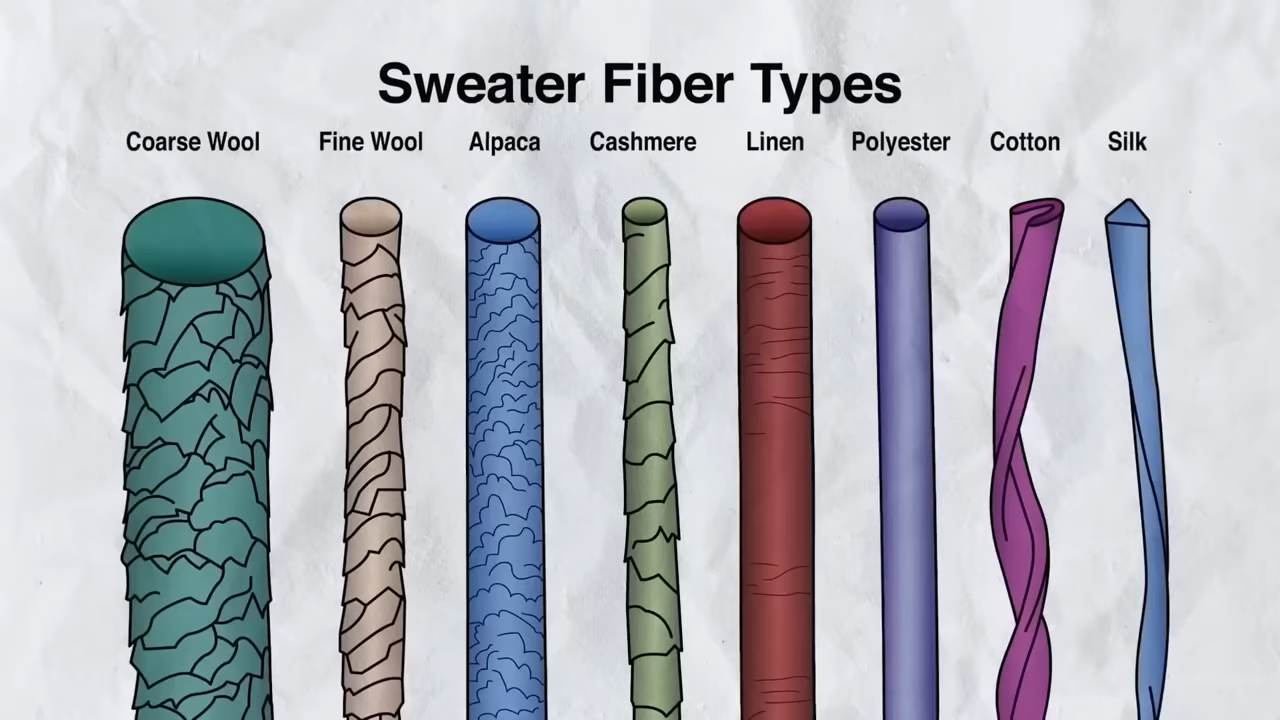 Sweater Fiber Types
Coarse Wool Fine Wool Alpaca Cashmere Linen Polyester Cotton Silk